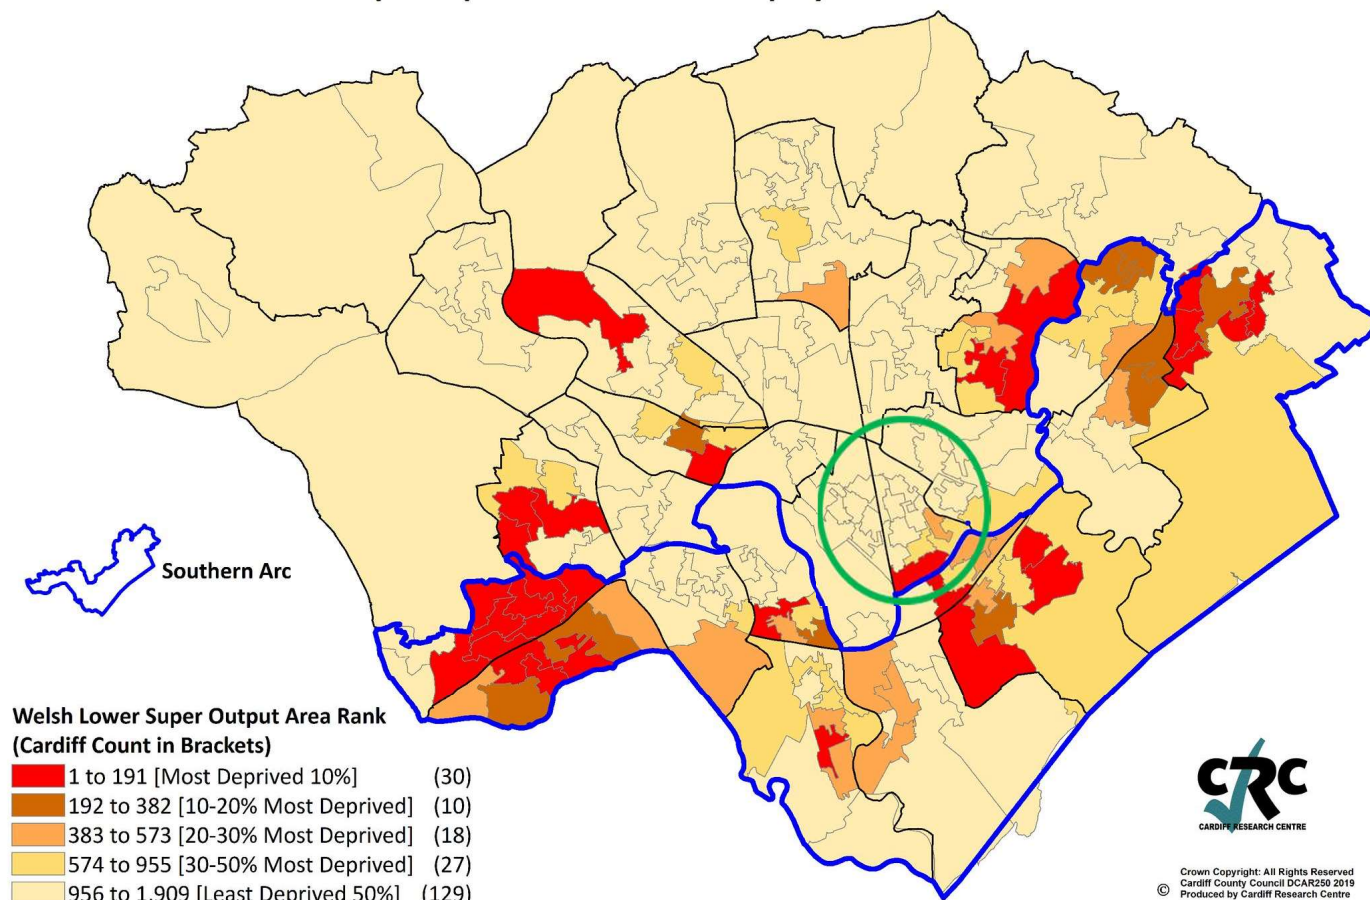 Southern Arc
Welsh Lower Super Output Area Rank
(Cardiff Count in Brackets)
1 to 191 [Most Deprived 10%] (30)
192 to 382 [10-20% Most Deprived] (10)
383 to 573 [20-30% Most Deprived] (18)
574 to 955 [30-50% Most Deprived] (27)
956 to 1,909 [Least Deprived 50%] (129)
CRC
CARDIFF RESEARCH CENTRE
Crown Copyright: All Rights Reserved
Cardiff County Council DCAR250 2019
© Produced by Cardiff Research Centre